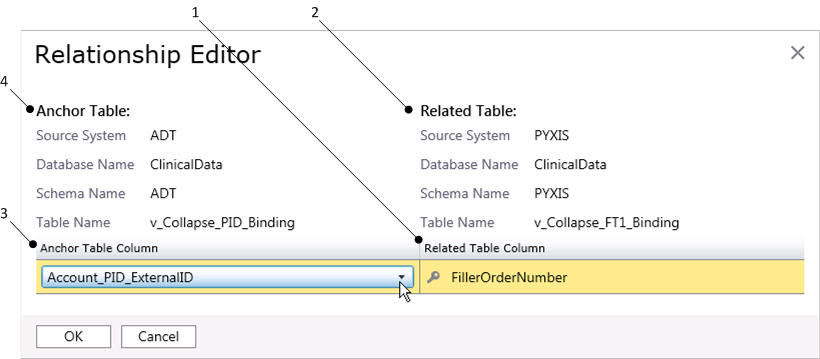 1
2
Relationship Editor
4
Anchor Table: Related Table:
Source System ADT Source System PYXIS
Database Name ClinicalData Database Name ClinicalData
Schema Name ADT Schema Name PYXIS
3
Table Name v_Collapse_PID_Binding Table Name v_Collapse_FT1_Binding
Anchor Table Column Related Table Column
Account_PID_ExternalID FillerOrderNumber
OK Cancel